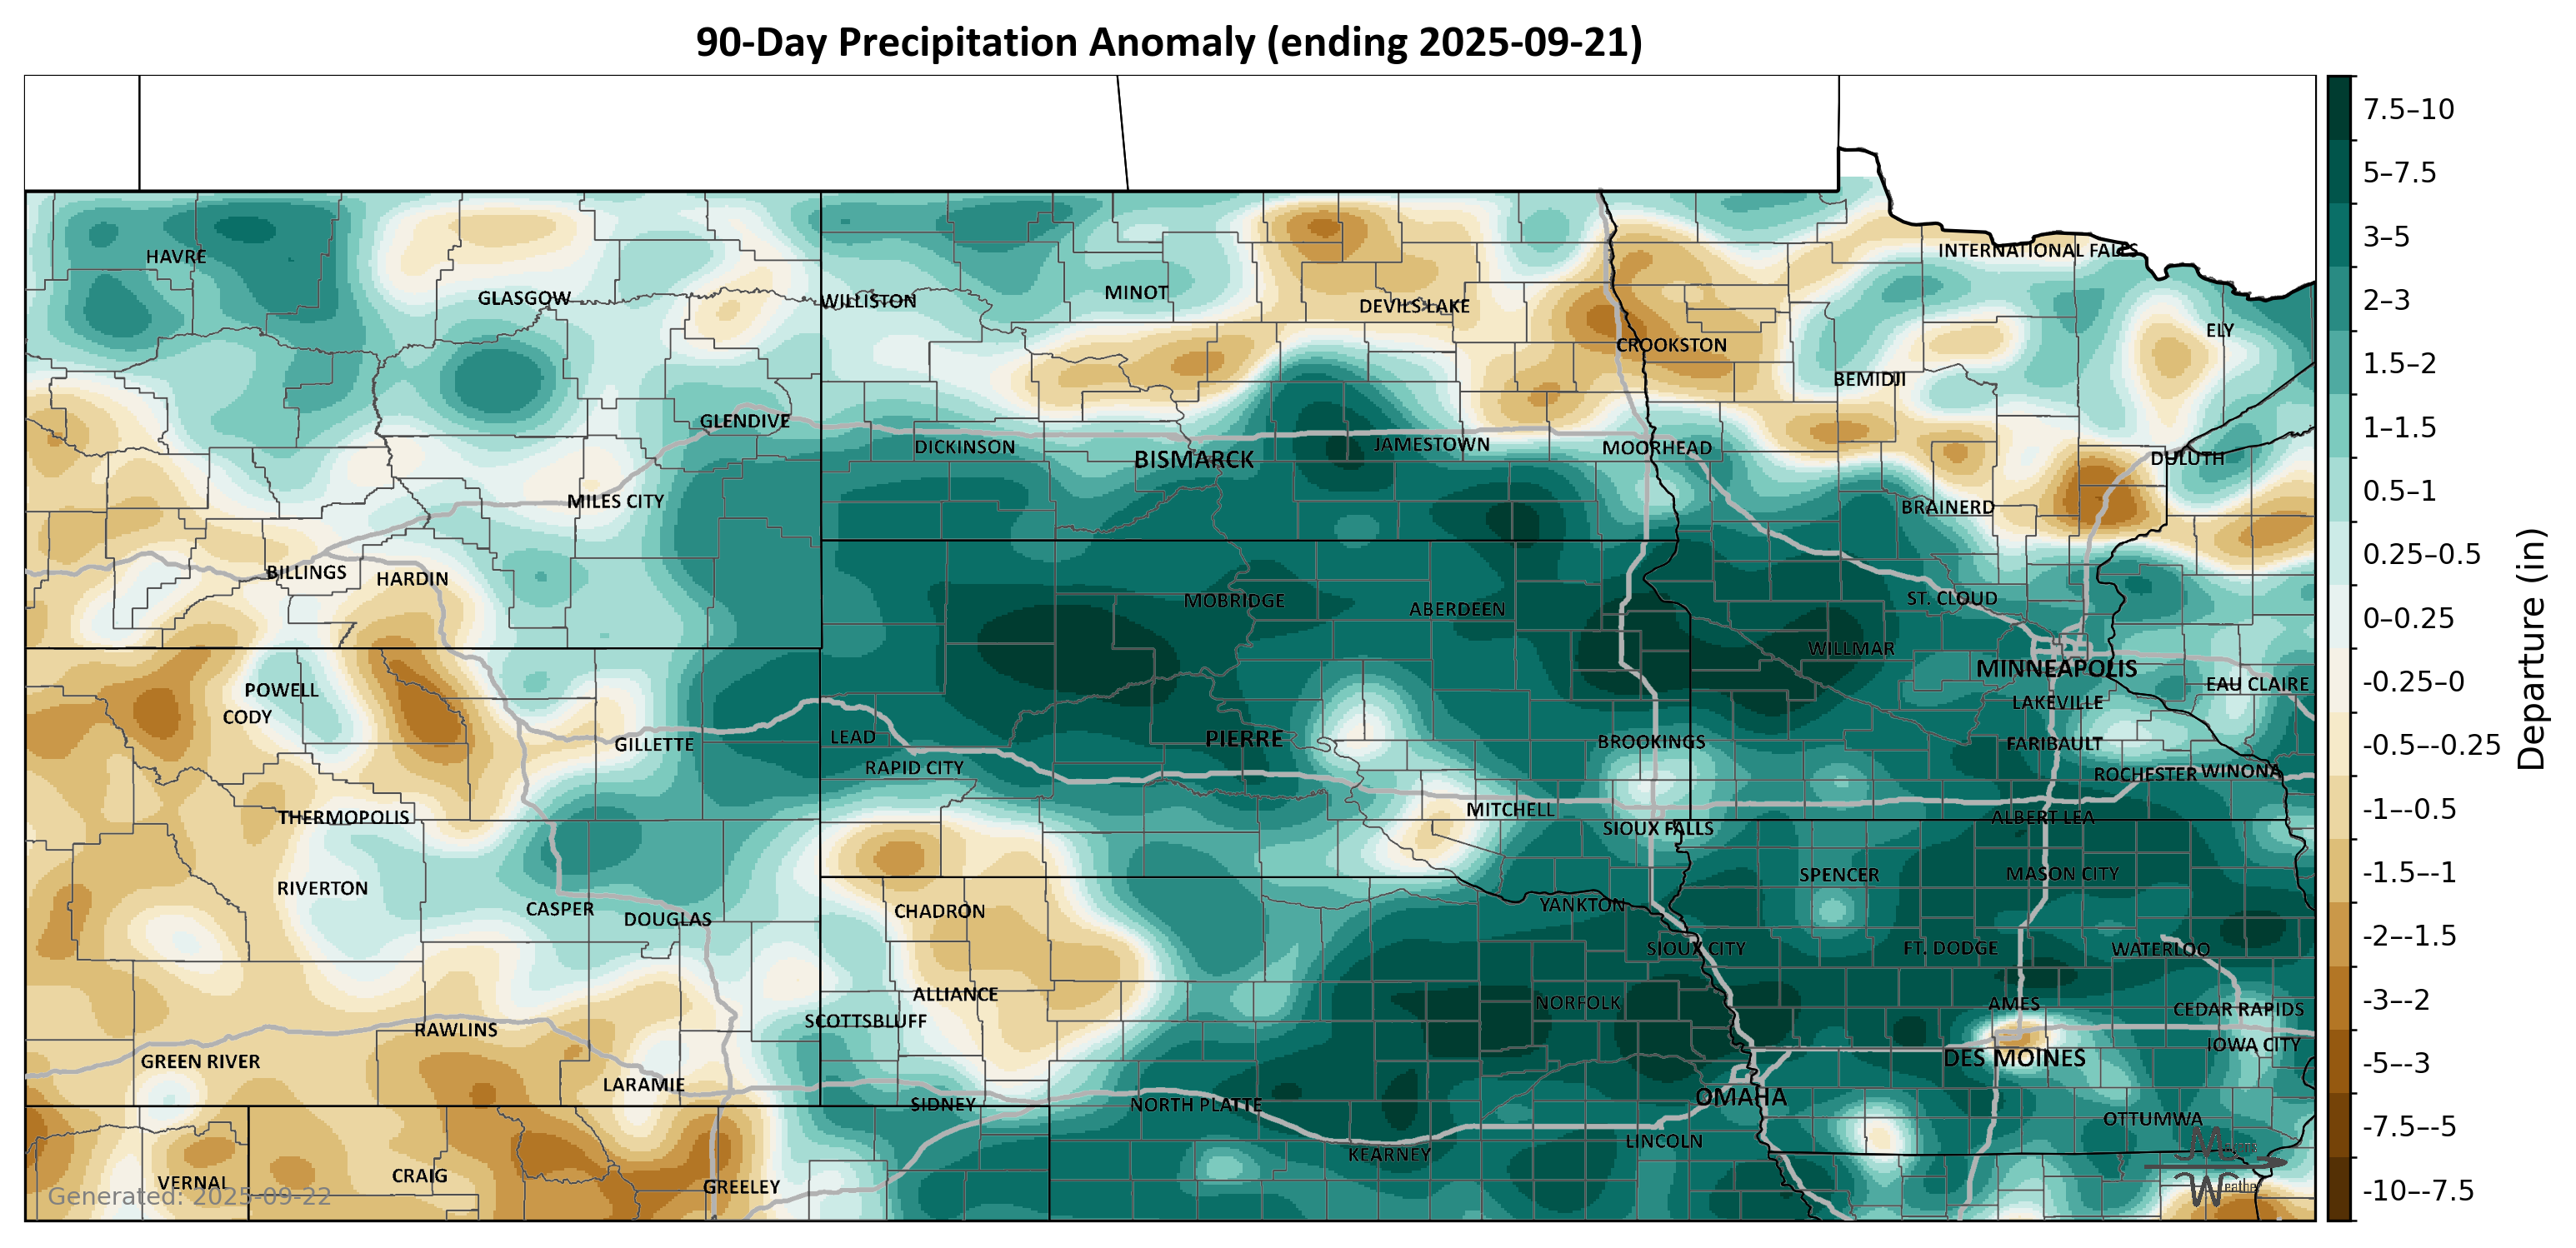 90-Day Precipitation Anomaly (ending 2025-09-21)
7.5–10
5–7.5
3–5
2–3
1.5–2
1–1.5
0.5–1
0.25–0.5
0–0.25
-0.25–0
-0.5–-0.25
-1–-0.5
-1.5–-1
-2–-1.5
-3–-2
-5–-3
-7.5–-5
-10–-7.5
Departure (in)
HAVRE
GLASGOW
WILLISTON
MINOT
DEVILS LAKE
INTERNATIONAL FALLS
CROOKSTON
ELY
BEMIDJI
GLENDIVE
DICKINSON
BISMARCK
JAMESTOWN
MOORHEAD
DULUTH
MILES CITY
BRAINERD
BILLINGS
HARDIN
MOBRIDGE
ABERDEEN
ST. CLOUD
WILLMAR
MINNEAPOLIS
POWELL
CODY
LAKEVILLE
EAU CLAIRE
GILLETTE
LEAD
PIERRE
BROOKINGS
FARIBAULT
RAPID CITY
ROCHESTER
WINONA
THERMOPOLIS
MITCHELL
SIOUX FALLS
ALBERT LEA
RIVERTON
SPENCER
MASON CITY
CASPER
DOUGLAS
CHADRON
YANKTON
SIOUX CITY
FT. DODGE
WATERLOO
ALLIANCE
NORFOLK
AMES
CEDAR RAPIDS
SCOTTSBLUFF
RAWLINS
IOWA CITY
GREEN RIVER
DES MOINES
LARAMIE
SIDNEY
NORTH PLATTE
OMAHA
OTTUMWA
LINCOLN
KEARNEY
VERNAL
CRAIG
GREELEY
Generated: 2025-09-22
Weather